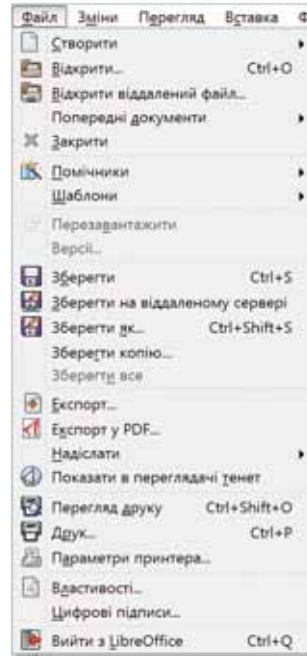 Файл Зміни Перегляд Вставка Ф
Створити
Відкрити... Ctrl+O
Відкрити віддалений файл...
Попередні документи
Закрити
Помічники
Шаблони
Перезавантажити
Версії...
Зберегти Ctrl+S
Зберегти на віддаленому сервері
Зберегти як... Ctrl+Shift+S
Зберегти копію...
Зберегти все
Експорт...
Експорт у PDF...
Надіслати
Показати в переглядачі тенет
Перегляд друку Ctrl+Shift+O
Друк... Ctrl+P
Параметри принтера...
Властивості...
Цифрові підписи...
Вийти з LibreOffice Ctrl+Q